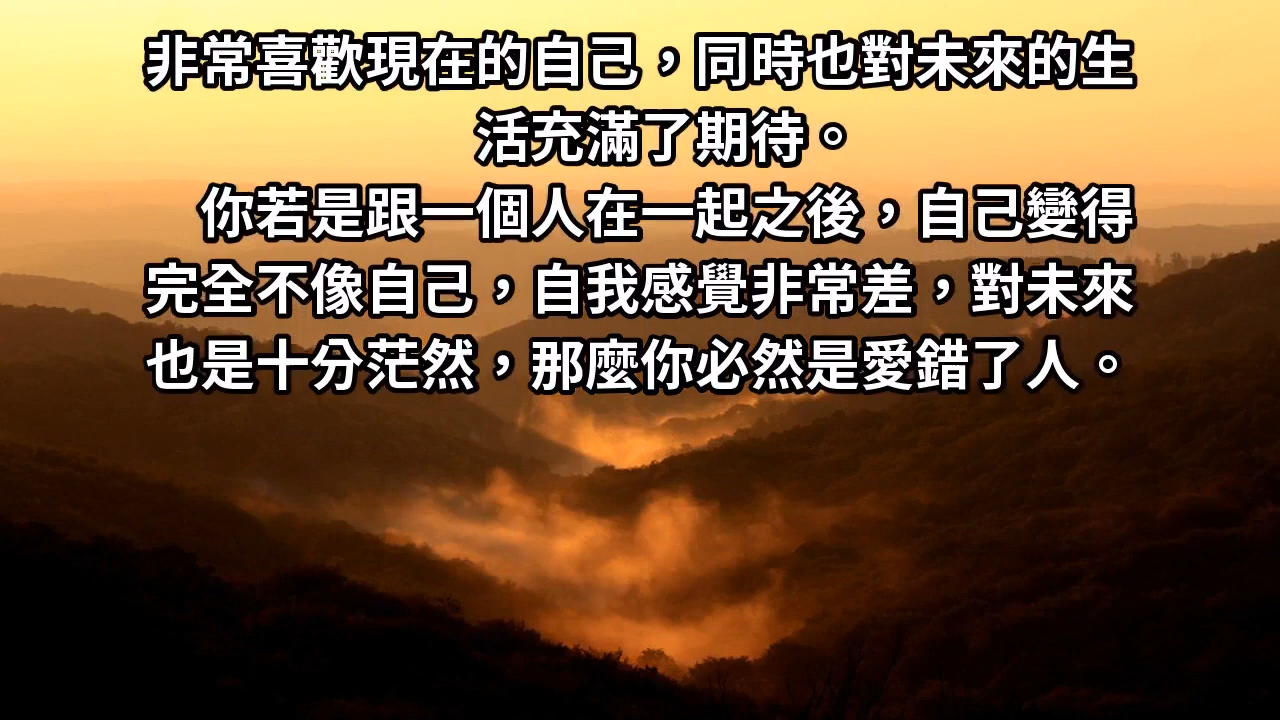 非常喜歡現在的自己，同時也對未來的生
活充滿了期待。
你若是跟一個人在一起之後，自己變得
完全不像自己，自我感覺非常差，對未來
也是十分茫然，那麼你必然是愛錯了人。